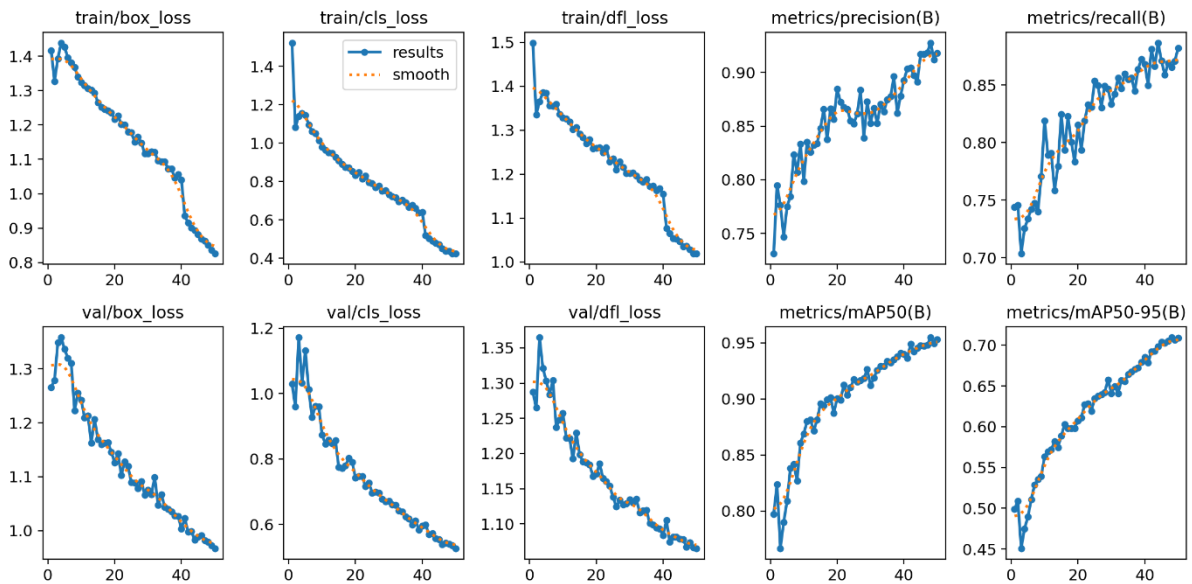 train/box_loss
train/cls_loss
train/dfl_loss
metrics/precision(B)
metrics/recall(B)
1.4
1.3
1.2
1.1
1.0
0.9
0.8
0 20 40
1.4
1.2
1.0
0.8
0.6
0.4
results
smooth
0 20 40
1.5
1.4
1.3
1.2
1.1
1.0
0 20 40
0.90
0.85
0.80
0.75
0 20 40
0.85
0.80
0.75
0.70
0 20 40
val/box_loss
val/cls_loss
val/dfl_loss
metrics/mAP50(B)
metrics/mAP50-95(B)
1.3
1.2
1.1
1.0
0 20 40
1.2
1.0
0.8
0.6
0 20 40
1.35
1.30
1.25
1.20
1.15
1.10
0 20 40
0.95
0.90
0.85
0.80
0 20 40
0.70
0.65
0.60
0.55
0.50
0.45
0 20 40